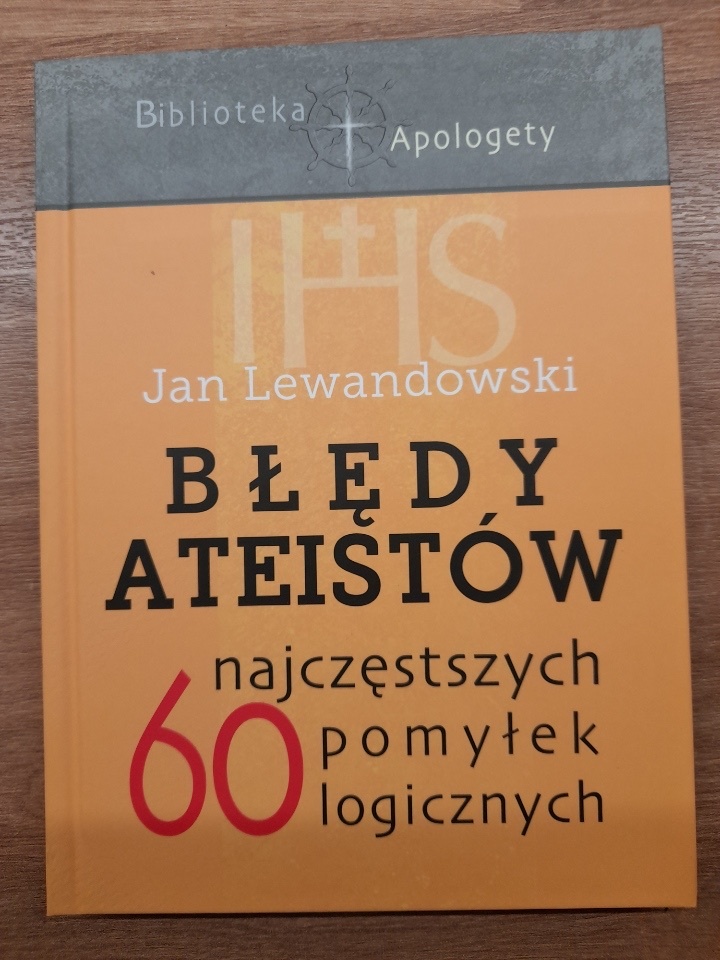 Biblioteka
Apologety
IHS
Jan Lewandowski
BŁĘDY
ATEISTÓW
60 najczęstszych
pomyłek
logicznych